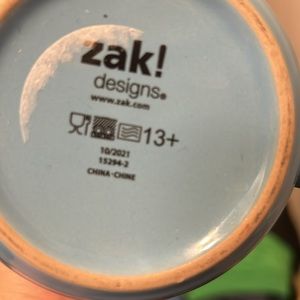 zak!
designs®
www.zak.com
13+
10/2021
15294-2
CHINA • CHINE